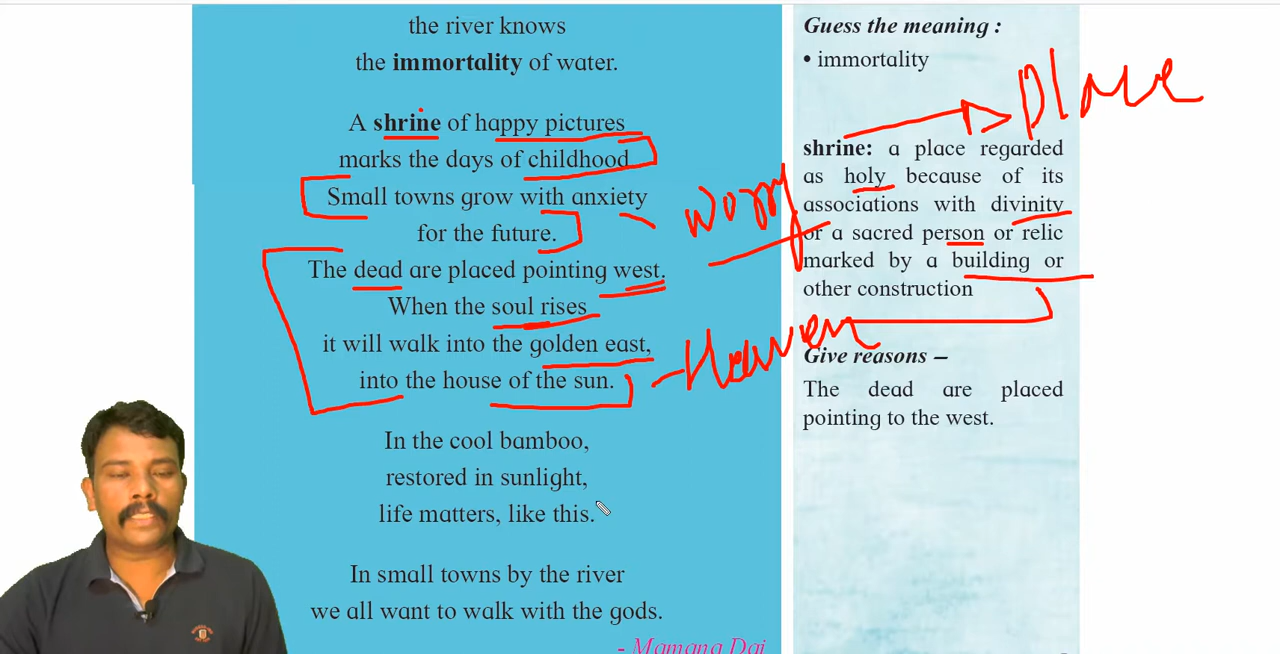 the river knows
the immortality of water.
A shrine of happy pictures
marks the days of childhood
Small towns grow with anxiety
for the future.
The dead are placed pointing west.
When the soul rises
it will walk into the golden east,
into the house of the sun.
In the cool bamboo,
restored in sunlight,
life matters, like this.
In small towns by the river
we all want to walk with the gods.
- Mamang Dai
worry
Heaven
Guess the meaning :
• immortality
place
shrine: a place regarded
as holy because of its
associations with divinity
or a sacred person or relic
marked by a building or
other construction
Give reasons –
The dead are placed
pointing to the west.